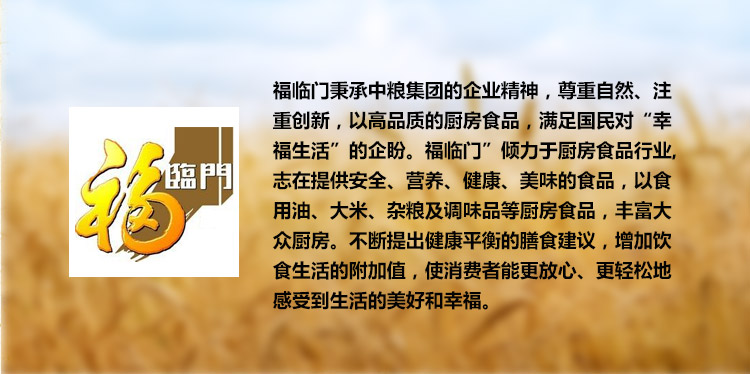 福臨門
福临门秉承中粮集团的企业精神，尊重自然、注
重创新，以高品质的厨房食品，满足国民对“幸
福生活”的企盼。福临门”倾力于厨房食品行业,
志在提供安全、营养、健康、美味的食品，以食
用油、大米、杂粮及调味品等厨房食品，丰富大
众厨房。不断提出健康平衡的膳食建议，增加饮
食生活的附加值，使消费者能更放心、更轻松地
感受到生活的美好和幸福。